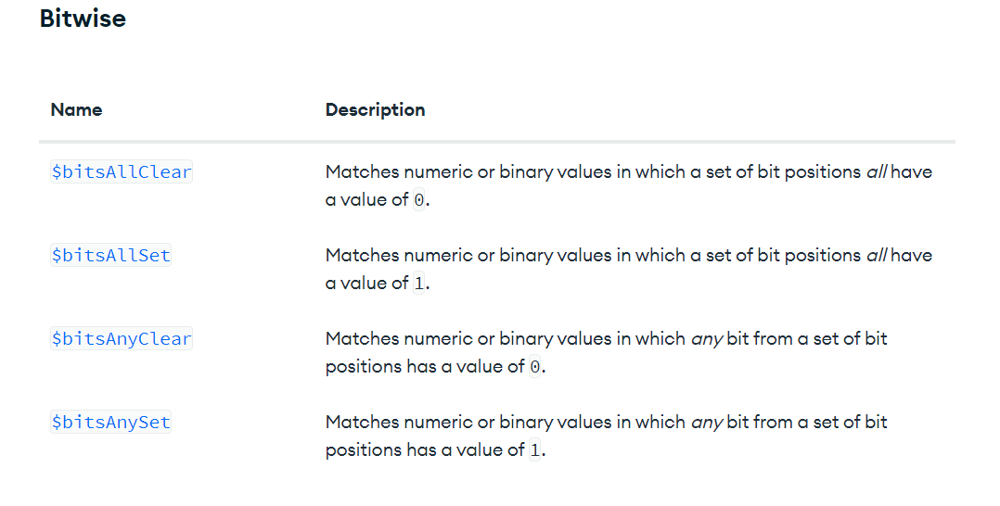 Bitwise
Name Description
$bitsAllClear Matches numeric or binary values in which a set of bit positions all have
a value of 0.
$bitsAllSet Matches numeric or binary values in which a set of bit positions all have
a value of 1.
$bitsAnyClear Matches numeric or binary values in which any bit from a set of bit
positions has a value of 0.
$bitsAnySet Matches numeric or binary values in which any bit from a set of bit
positions has a value of 1.